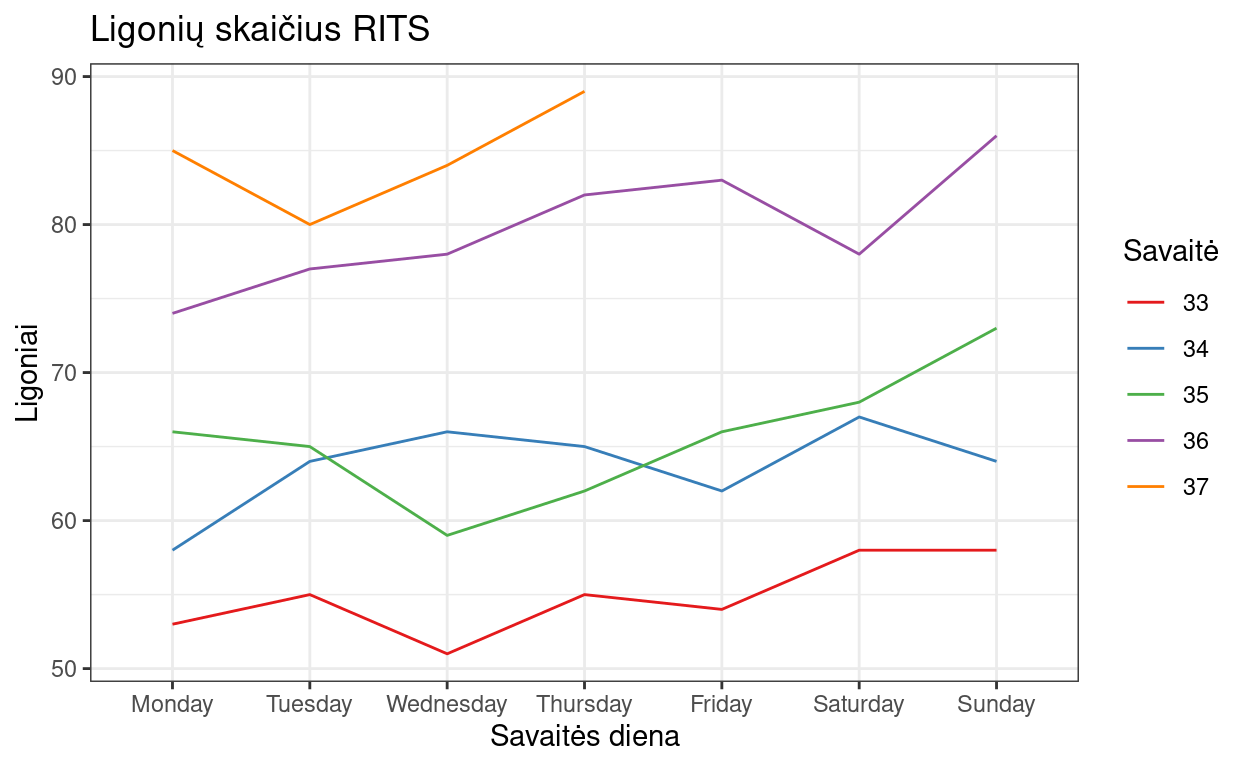 Ligonių skaičius RITS
90
80
70
60
50
Ligoniai
Monday Tuesday Wednesday Thursday Friday Saturday Sunday
Savaitės diena
Savaitė
33
34
35
36
37